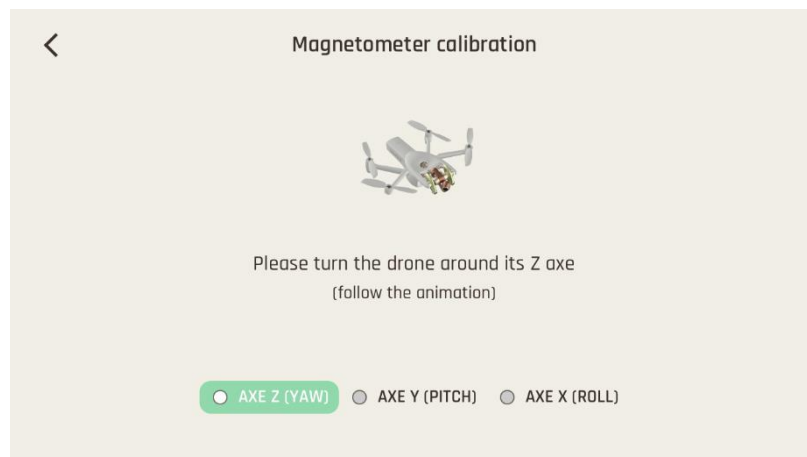 Magnetometer calibration
Please turn the drone around its Z axe
(follow the animation)
AXE Z (YAW) AXE Y (PITCH) AXE X (ROLL)